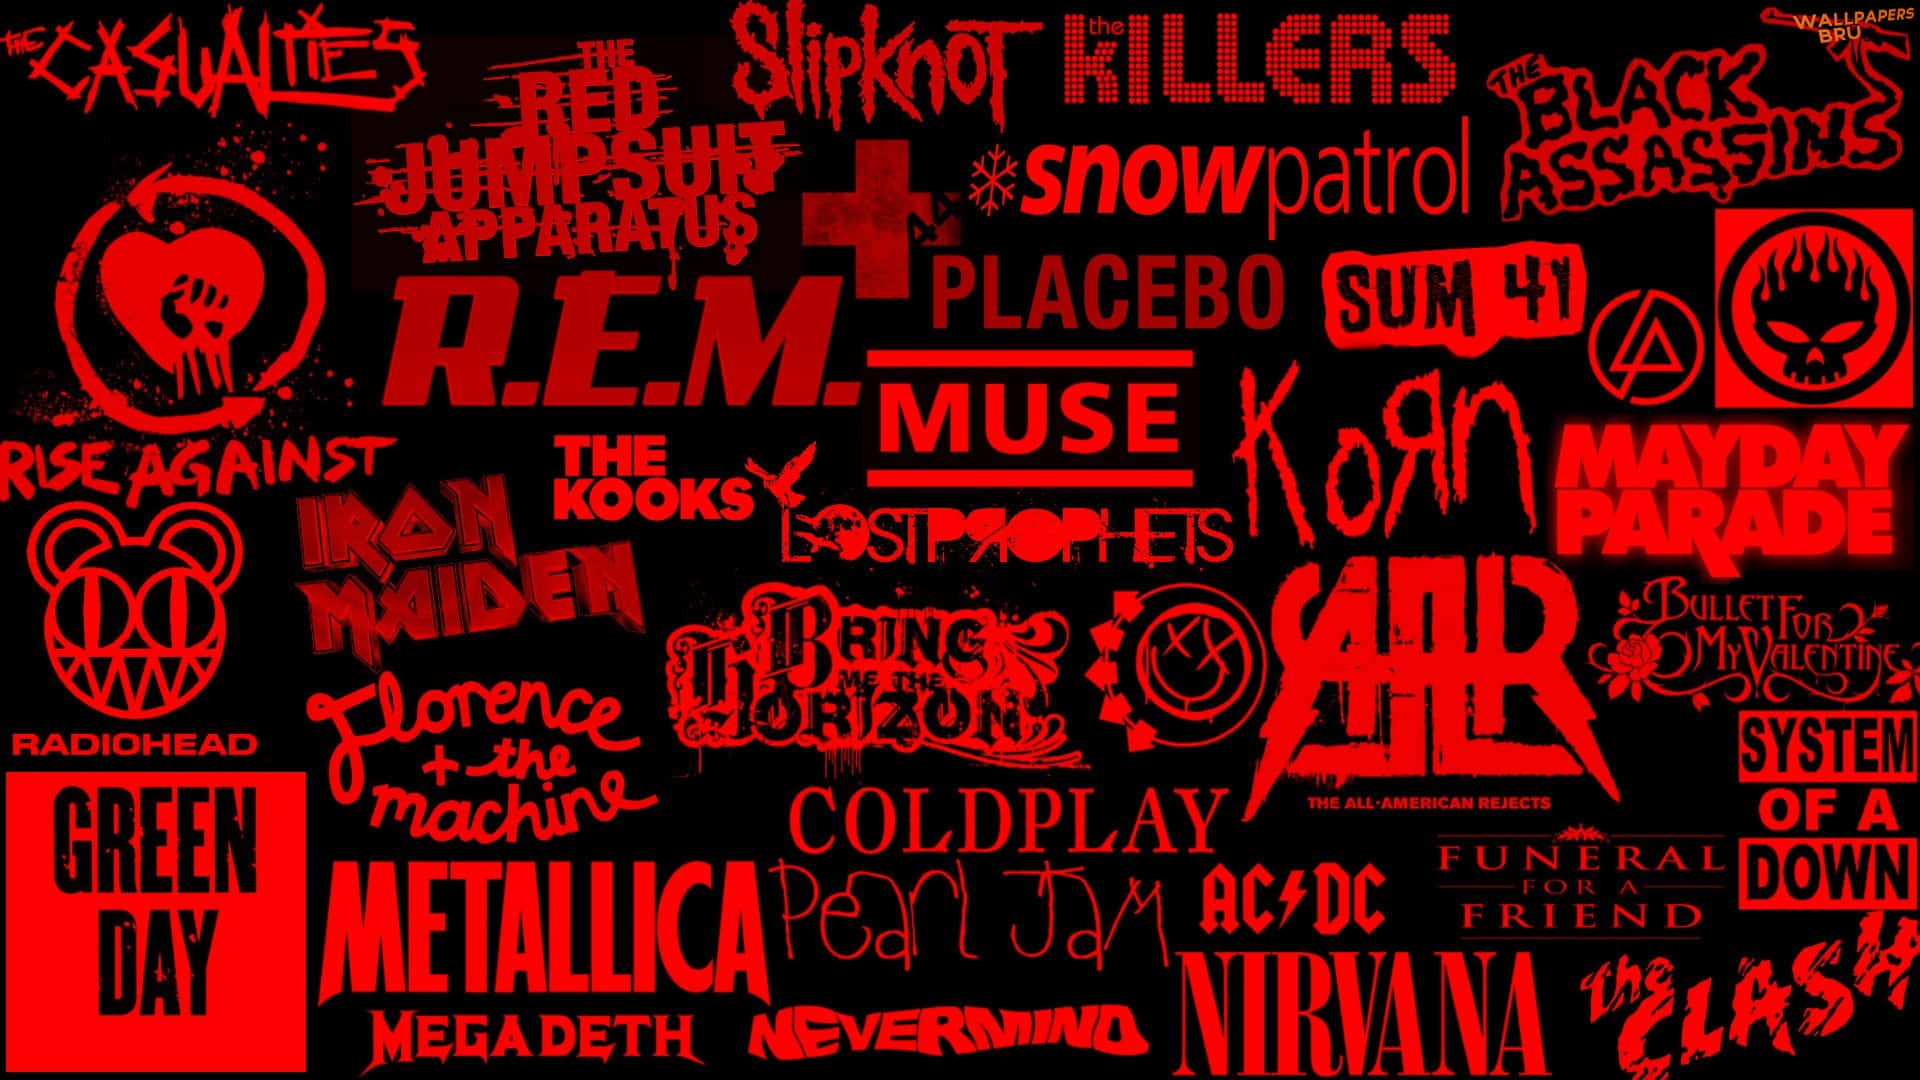 the CASUALTIES
SlipKnoT
the KILLERS
WALLPAPERS
BRU
THE
RED
JUMPSUIT
APPARATUS
THE
BLACK
ASSASSINS
snowpatrol
44
R.E.M.
PLACEBO
SUM 41
MUSE
KoЯn
RISE AGAINST
THE
KOOKS
MAYDAY
PARADE
IRON
MAIDEN
LOSTPROPHETS
BRING
ME THE
HORIZON
BULLET FOR
MY VALENTINE
RADIOHEAD
florence
+ the
machine
AAR
THE ALL-AMERICAN REJECTS
SYSTEM
OF A
DOWN
GREEN
DAY
COLDPLAY
FUNERAL
FOR A
FRIEND
METALLICA
Pearl Jam
AC DC
MEGADETH
NEVERMIND
NIRVANA
the CLASH